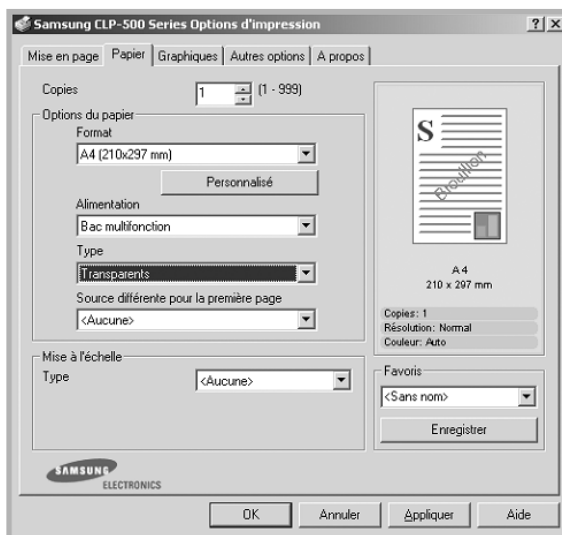 Samsung CLP-500 Series Options d'impression
Mise en page Papier Graphiques Autres options A propos
Copies 1 (1 - 999)
Options du papier
Format
A4 (210x297 mm)
Personnalisé
Alimentation
Bac multifonction
Type
Transparents
Source différente pour la première page
<Aucune>
Mise à l'échelle
Type <Aucune>
SAMSUNG
ELECTRONICS
S
Brouillon
A4
210 x 297 mm
Copies: 1
Résolution: Normal
Couleur: Auto
Favoris
<Sans nom>
Enregistrer
OK Annuler Appliquer Aide